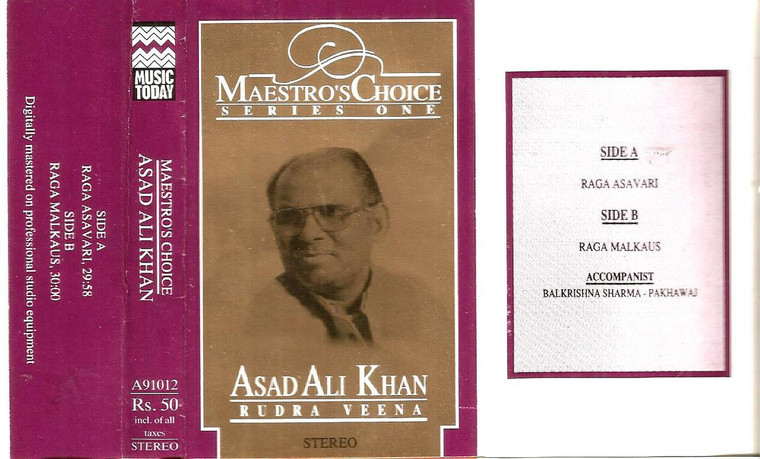 SIDE A
RAGA ASAVARI, 29:58
SIDE B
RAGA MALKAUS, 30:00
Digitally mastered on professional studio equipment
MUSIC
TODAY
MAESTRO'S CHOICE
ASAD ALI KHAN
A91012
Rs. 50
incl. of all
taxes
STEREO
MAESTRO'S CHOICE
SERIES ONE
ASAD ALI KHAN
RUDRA VEENA
STEREO
SIDE A
RAGA ASAVARI
SIDE B
RAGA MALKAUS
ACCOMPANIST
BALKRISHNA SHARMA - PAKHAWAJ